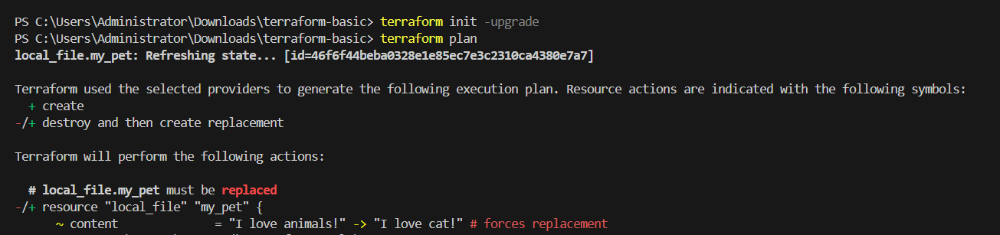 PS C:\Users\Administrator\Downloads\terraform-basic> terraform init -upgrade
PS C:\Users\Administrator\Downloads\terraform-basic> terraform plan
local_file.my_pet: Refreshing state... [id=46f6f44beba0328e1e85ec7e3c2310ca4380e7a7]
Terraform used the selected providers to generate the following execution plan. Resource actions are indicated with the following symbols:
+ create
-/+ destroy and then create replacement
Terraform will perform the following actions:
# local_file.my_pet must be replaced
-/+ resource "local_file" "my_pet" {
~ content = "I love animals!" -> "I love cat!" # forces replacement